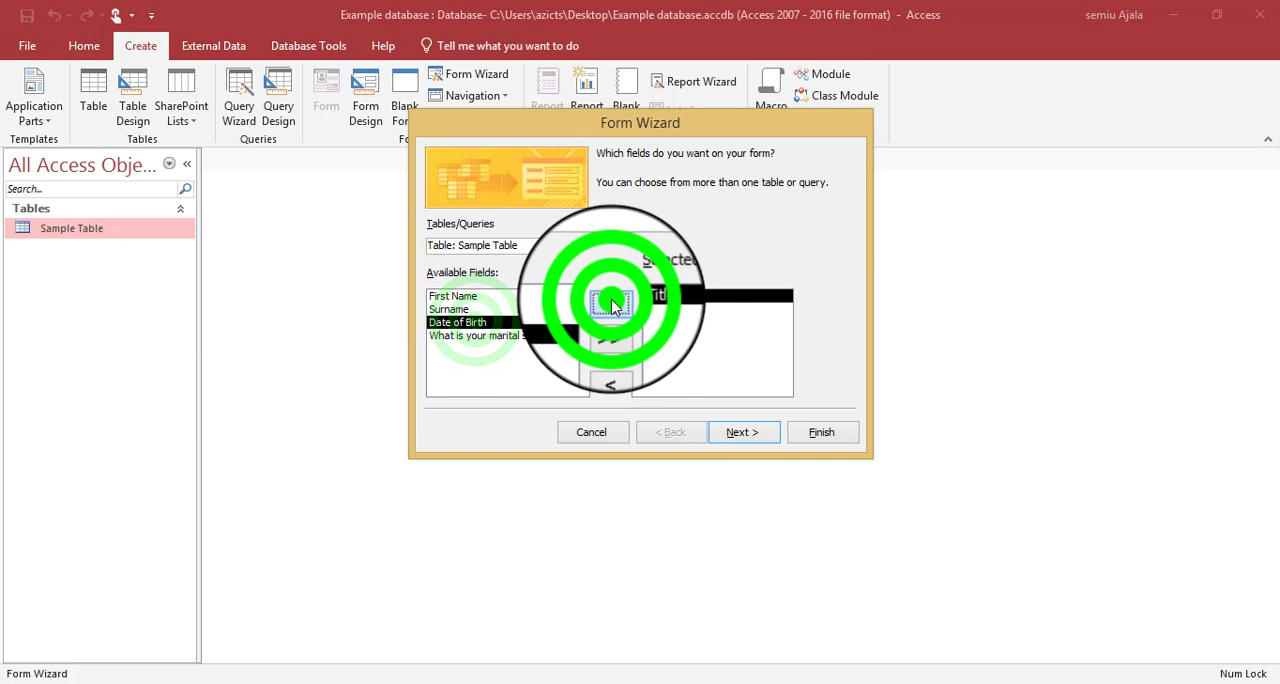 Example database : Database- C:\Users\azicts\Desktop\Example database.accdb (Access 2007 - 2016 file format) - Access
semiu Ajala
File Home Create External Data Database Tools Help Tell me what you want to do
Application Parts
Table
Table Design
SharePoint Lists
Query Wizard
Query Design
Form
Form Design
Blank
Form Wizard
Navigation
Report
Report
Blank
Report Wizard
Macro
Module
Class Module
Templates
Tables
Queries
All Access Obje...
Search...
Tables
Sample Table
Form Wizard
Which fields do you want on your form?
You can choose from more than one table or query.
Tables/Queries
Table: Sample Table
Available Fields:
First Name
Surname
Date of Birth
What is your marital
Selected
>>
<
Cancel
< Back
Next >
Finish
Form Wizard
Num Lock